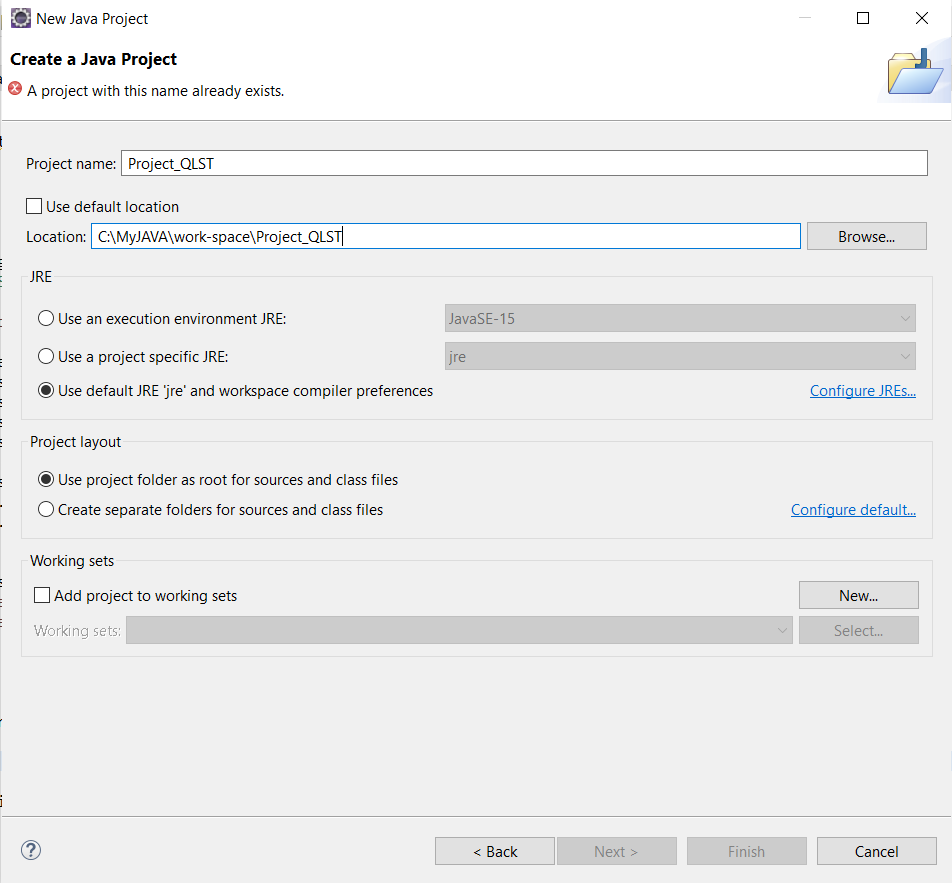 New Java Project
Create a Java Project
A project with this name already exists.
Project name: Project_QLST
Use default location
Location: C:\MyJAVA\work-space\Project_QLST Browse...
JRE
Use an execution environment JRE: JavaSE-15
Use a project specific JRE: jre
Use default JRE 'jre' and workspace compiler preferences Configure JREs...
Project layout
Use project folder as root for sources and class files
Create separate folders for sources and class files Configure default...
Working sets
Add project to working sets New...
Working sets: Select...
? < Back Next > Finish Cancel